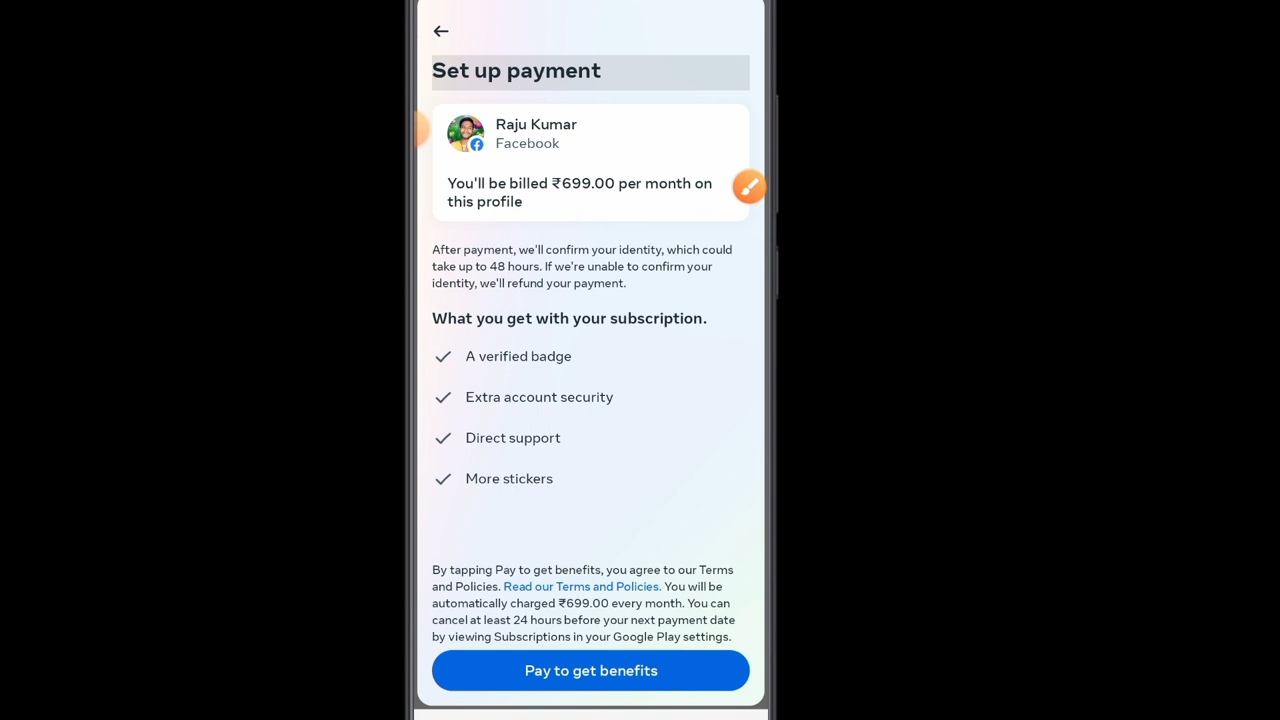 Set up payment
Raju Kumar
Facebook
You'll be billed ₹699.00 per month on
this profile
After payment, we'll confirm your identity, which could
take up to 48 hours. If we're unable to confirm your
identity, we'll refund your payment.
What you get with your subscription.
A verified badge
Extra account security
Direct support
More stickers
By tapping Pay to get benefits, you agree to our Terms
and Policies. Read our Terms and Policies. You will be
automatically charged ₹699.00 every month. You can
cancel at least 24 hours before your next payment date
by viewing Subscriptions in your Google Play settings.
Pay to get benefits